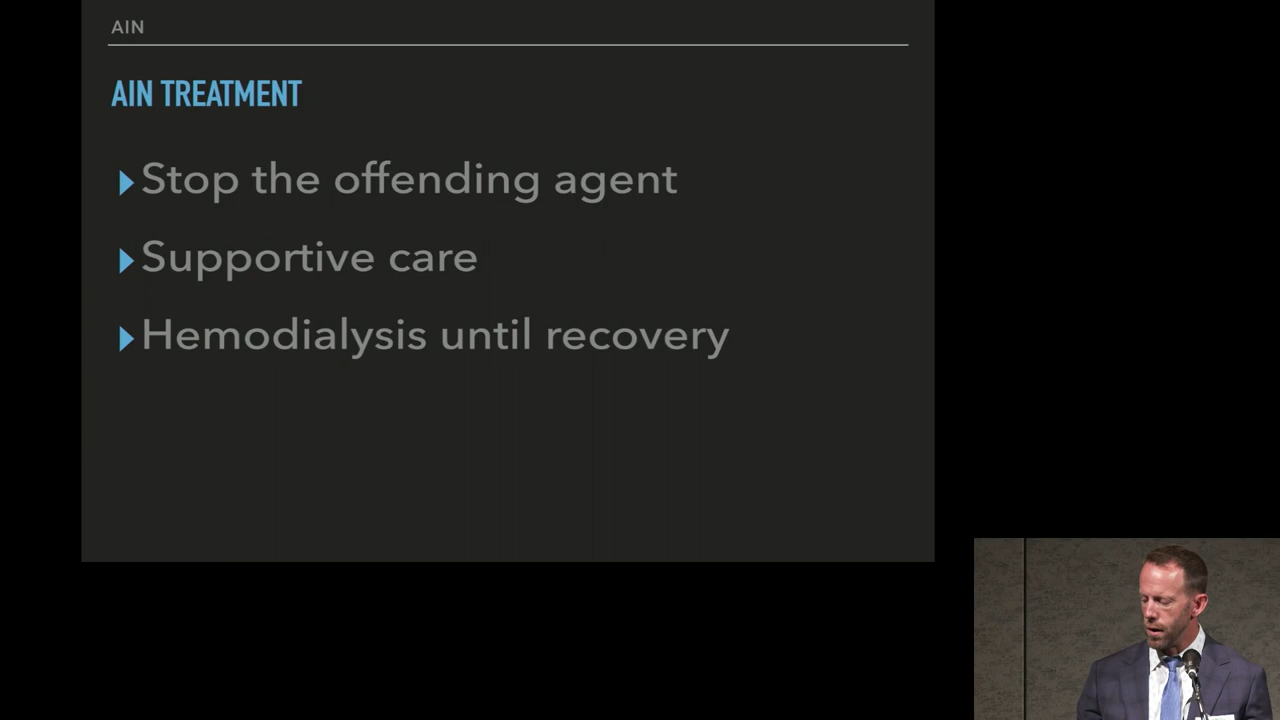 AIN
AIN TREATMENT
Stop the offending agent
Supportive care
Hemodialysis until recovery